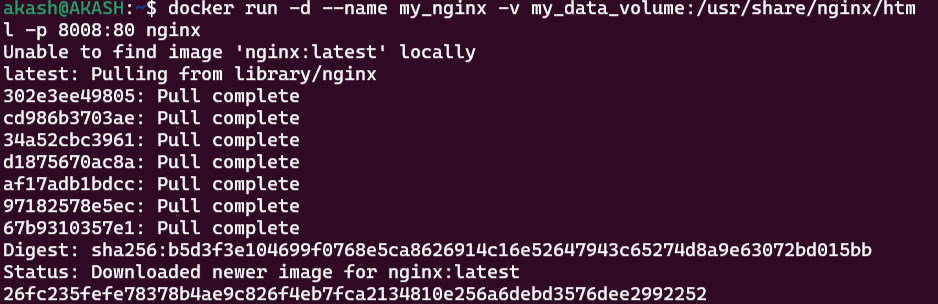 akash@AKASH:~$ docker run -d --name my_nginx -v my_data_volume:/usr/share/nginx/htm
l -p 8008:80 nginx
Unable to find image 'nginx:latest' locally
latest: Pulling from library/nginx
302e3ee49805: Pull complete
cd986b3703ae: Pull complete
34a52cbc3961: Pull complete
d1875670ac8a: Pull complete
af17adb1bdcc: Pull complete
97182578e5ec: Pull complete
67b9310357e1: Pull complete
Digest: sha256:b5d3f3e104699f0768e5ca8626914c16e52647943c65274d8a9e63072bd015bb
Status: Downloaded newer image for nginx:latest
26fc235fefe78378b4ae9c826f4eb7fca2134810e256a6debd3576dee2992252